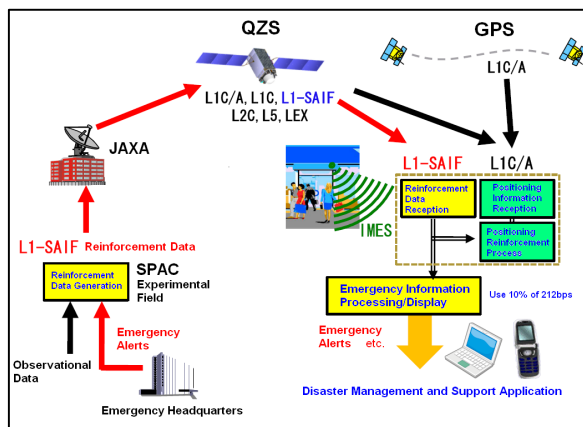 QZS
GPS
L1C/A
L1C/A, L1C, L1-SAIF
L2C, L5, LEX
JAXA
L1-SAIF
L1C/A
Reinforcement
Data
Reception
Positioning
Information
Reception
IMES
Positioning
Reinforcement
Process
L1-SAIF Reinforcement Data
Reinforcement
Data Generation
SPAC
Experimental
Field
Emergency Information
Processing/Display
Use 10% of 212bps
Emergency
Alerts
Emergency
Alerts etc.
Observational
Data
Emergency Headquarters
Disaster Management and Support Application